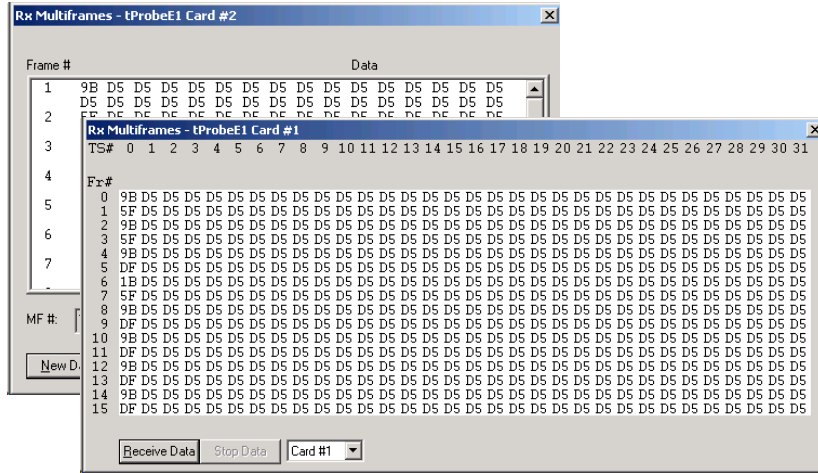 Rx Multiframes - tProbeE1 Card #2
Frame # Data
1 9B D5 D5 D5 D5 D5 D5 D5 D5 D5 D5 D5 D5 D5 D5 D5
D5 D5 D5 D5 D5 D5 D5 D5 D5 D5 D5 D5 D5 D5 D5 D5
2 5F D5 D5 D5 D5 D5 D5 D5 D5 D5 D5 D5 D5 D5 D5 D5
3
4
5
6
7
MF #:
New D
Rx Multiframes - tProbeE1 Card #1
TS# 0 1 2 3 4 5 6 7 8 9 10 11 12 13 14 15 16 17 18 19 20 21 22 23 24 25 26 27 28 29 30 31
Fr#
0 9B D5 D5 D5 D5 D5 D5 D5 D5 D5 D5 D5 D5 D5 D5 D5 D5 D5 D5 D5 D5 D5 D5 D5 D5 D5 D5 D5 D5 D5 D5 D5
1 5F D5 D5 D5 D5 D5 D5 D5 D5 D5 D5 D5 D5 D5 D5 D5 D5 D5 D5 D5 D5 D5 D5 D5 D5 D5 D5 D5 D5 D5 D5 D5
2 9B D5 D5 D5 D5 D5 D5 D5 D5 D5 D5 D5 D5 D5 D5 D5 D5 D5 D5 D5 D5 D5 D5 D5 D5 D5 D5 D5 D5 D5 D5 D5
3 5F D5 D5 D5 D5 D5 D5 D5 D5 D5 D5 D5 D5 D5 D5 D5 D5 D5 D5 D5 D5 D5 D5 D5 D5 D5 D5 D5 D5 D5 D5 D5
4 9B D5 D5 D5 D5 D5 D5 D5 D5 D5 D5 D5 D5 D5 D5 D5 D5 D5 D5 D5 D5 D5 D5 D5 D5 D5 D5 D5 D5 D5 D5 D5
5 DF D5 D5 D5 D5 D5 D5 D5 D5 D5 D5 D5 D5 D5 D5 D5 D5 D5 D5 D5 D5 D5 D5 D5 D5 D5 D5 D5 D5 D5 D5 D5
6 1B D5 D5 D5 D5 D5 D5 D5 D5 D5 D5 D5 D5 D5 D5 D5 D5 D5 D5 D5 D5 D5 D5 D5 D5 D5 D5 D5 D5 D5 D5 D5
7 5F D5 D5 D5 D5 D5 D5 D5 D5 D5 D5 D5 D5 D5 D5 D5 D5 D5 D5 D5 D5 D5 D5 D5 D5 D5 D5 D5 D5 D5 D5 D5
8 9B D5 D5 D5 D5 D5 D5 D5 D5 D5 D5 D5 D5 D5 D5 D5 D5 D5 D5 D5 D5 D5 D5 D5 D5 D5 D5 D5 D5 D5 D5 D5
9 DF D5 D5 D5 D5 D5 D5 D5 D5 D5 D5 D5 D5 D5 D5 D5 D5 D5 D5 D5 D5 D5 D5 D5 D5 D5 D5 D5 D5 D5 D5 D5
10 9B D5 D5 D5 D5 D5 D5 D5 D5 D5 D5 D5 D5 D5 D5 D5 D5 D5 D5 D5 D5 D5 D5 D5 D5 D5 D5 D5 D5 D5 D5 D5
11 DF D5 D5 D5 D5 D5 D5 D5 D5 D5 D5 D5 D5 D5 D5 D5 D5 D5 D5 D5 D5 D5 D5 D5 D5 D5 D5 D5 D5 D5 D5 D5
12 9B D5 D5 D5 D5 D5 D5 D5 D5 D5 D5 D5 D5 D5 D5 D5 D5 D5 D5 D5 D5 D5 D5 D5 D5 D5 D5 D5 D5 D5 D5 D5
13 DF D5 D5 D5 D5 D5 D5 D5 D5 D5 D5 D5 D5 D5 D5 D5 D5 D5 D5 D5 D5 D5 D5 D5 D5 D5 D5 D5 D5 D5 D5 D5
14 9B D5 D5 D5 D5 D5 D5 D5 D5 D5 D5 D5 D5 D5 D5 D5 D5 D5 D5 D5 D5 D5 D5 D5 D5 D5 D5 D5 D5 D5 D5 D5
15 DF D5 D5 D5 D5 D5 D5 D5 D5 D5 D5 D5 D5 D5 D5 D5 D5 D5 D5 D5 D5 D5 D5 D5 D5 D5 D5 D5 D5 D5 D5 D5
Receive Data Stop Data Card #1